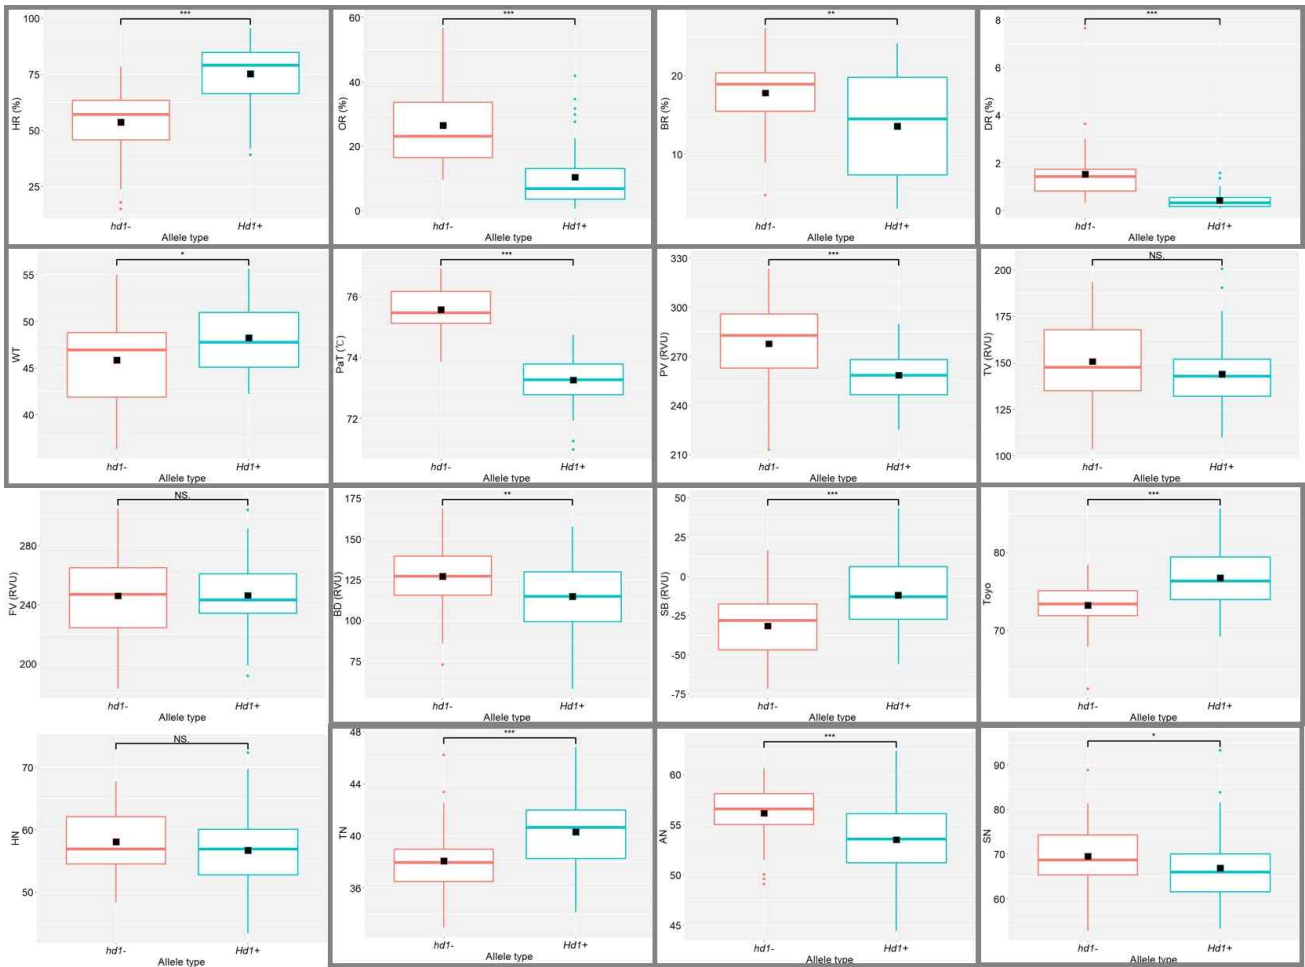 ***
HR (%)
100
75
50
25
hd1-
Hd1+
Allele type
***
OR (%)
60%
40
20
0
hd1-
Hd1+
Allele type
**
BR (%)
20
10
hd1-
Hd1+
Allele type
***
DR (%)
8
6
4
2
0
hd1-
Hd1+
Allele type
*
WT
55
50
45
40
hd1-
Hd1+
Allele type
***
PaT (℃)
76
74
72
hd1-
Hd1+
Allele type
***
PV (RVU)
330
300
270
240
210
hd1-
Hd1+
Allele type
NS.
TV (RVU)
200
175
150
125
100
hd1-
Hd1+
Allele type
NS.
FV (RVU)
280
240
200
hd1-
Hd1+
Allele type
**
BD (RVU)
175
150
125
100
75
hd1-
Hd1+
Allele type
***
SB (RVU)
50
25
0
-25
-50
-75
hd1-
Hd1+
Allele type
***
Toyo
80
70
hd1-
Hd1+
Allele type
NS.
HN
70
60
50
hd1-
Hd1+
Allele type
***
TN
48
44
40
36
hd1-
Hd1+
Allele type
***
AN
60
55
50
45
hd1-
Hd1+
Allele type
*
SN
90
80
70
60
hd1-
Hd1+
Allele type